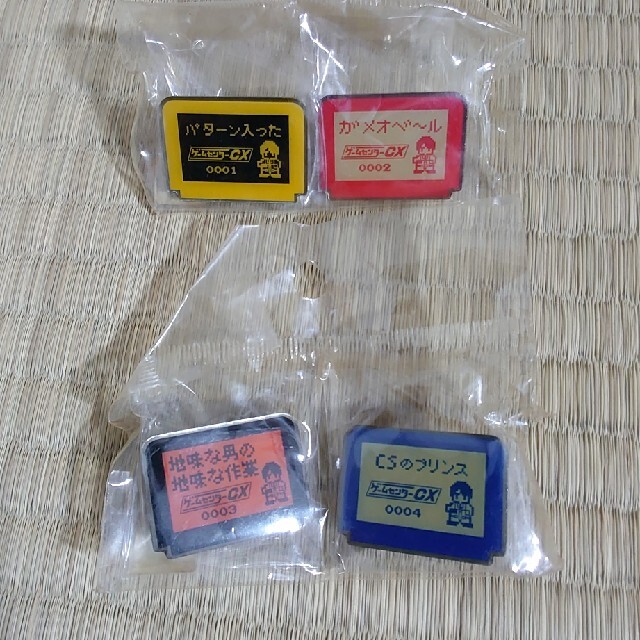 パターン入った
ゲームセンターCX
0001
ガメオベ〜ル
ゲームセンターCX
0002
地味な男の
地味な作業
ゲームセンターCX
0003
CSのプリンス
ゲームセンターCX
0004